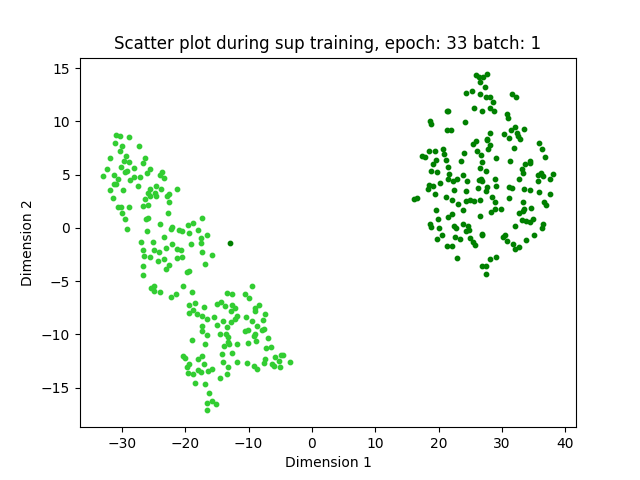 Scatter plot during sup training, epoch: 33 batch: 1
15
10
5
0
−5
−10
−15
Dimension 2
−30 −20 −10 0 10 20 30 40
Dimension 1